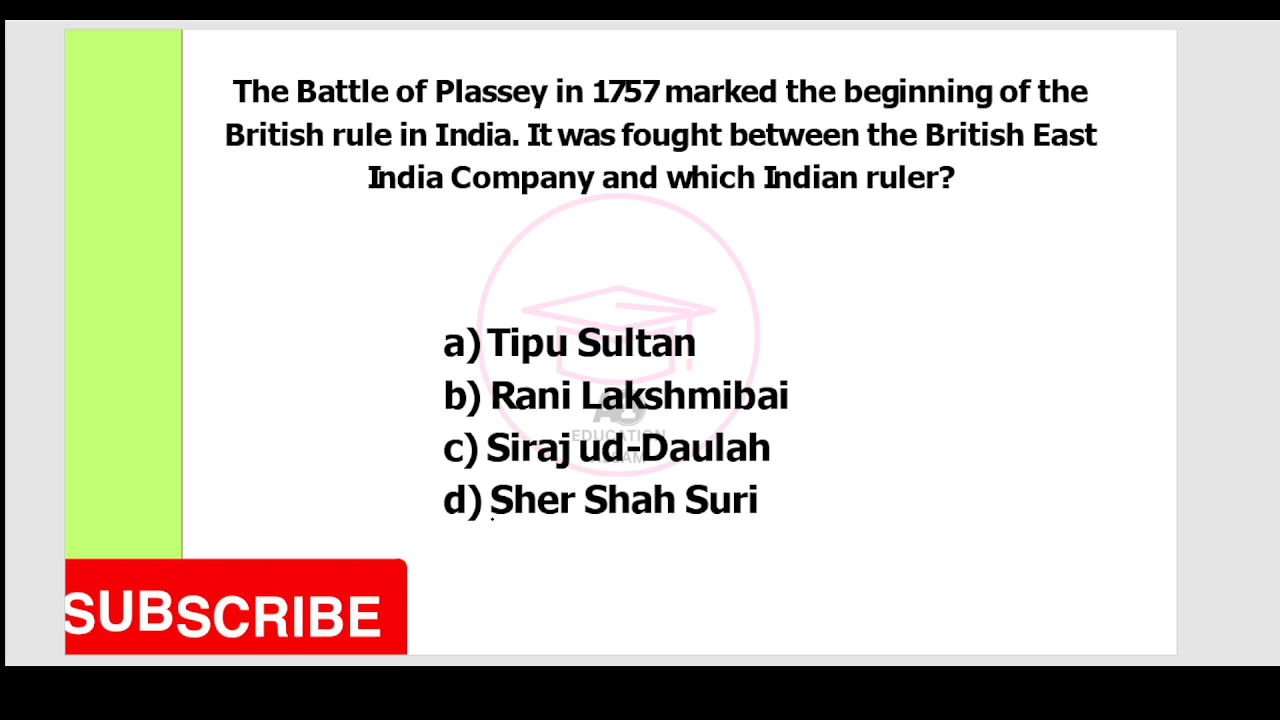 The Battle of Plassey in 1757 marked the beginning of the
British rule in India. It was fought between the British East
India Company and which Indian ruler?
a) Tipu Sultan
b) Rani Lakshmibai
c) Siraj ud-Daulah
EDUCATION
d) Sher Shah Suri
SUBSCRIBE